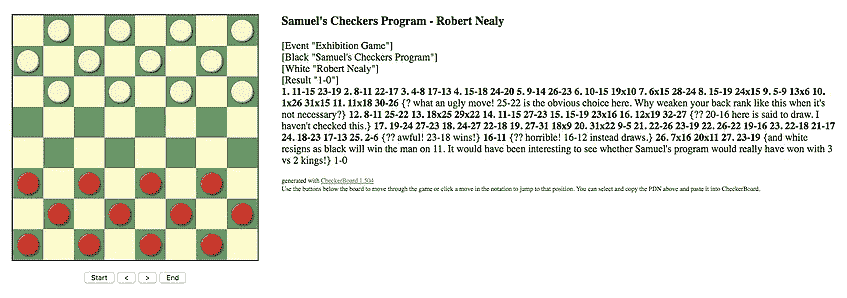 Samuel's Checkers Program - Robert Nealy
[Event "Exhibition Game"]
[Black "Samuel's Checkers Program"]
[White "Robert Nealy"]
[Result "1-0"]
1. 11-15 23-19 2. 8-11 22-17 3. 4-8 17-13 4. 15-18 24-20 5. 9-14 26-23 6. 10-15 19x10 7. 6x15 28-24 8. 15-19 24x15 9. 5-9 13x6 10.
1x26 31x15 11. 11x18 30-26 {? what an ugly move! 25-22 is the obvious choice here. Why weaken your back rank like this when it's
not necessary?} 12. 8-11 25-22 13. 18x25 29x22 14. 11-15 27-23 15. 15-19 23x16 16. 12x19 32-27 {?? 20-16 here is said to draw. I
haven't checked this.} 17. 19-24 27-23 18. 24-27 22-18 19. 27-31 18x9 20. 31x22 9-5 21. 22-26 23-19 22. 26-22 19-16 23. 22-18 21-17
24. 18-23 17-13 25. 2-6 {?? awful! 23-18 wins!} 16-11 {?? horrible! 16-12 instead draws.} 26. 7x16 20x11 27. 23-19 {and white
resigns as black will win the man on 11. It would have been interesting to see whether Samuel's program would really have won with 3
vs 2 kings!} 1-0
generated with CheckerBoard 1.504
Use the buttons below the board to move through the game or click a move in the notation to jump to that position. You can select and copy the PDN above and paste it into CheckerBoard.
Start < > End